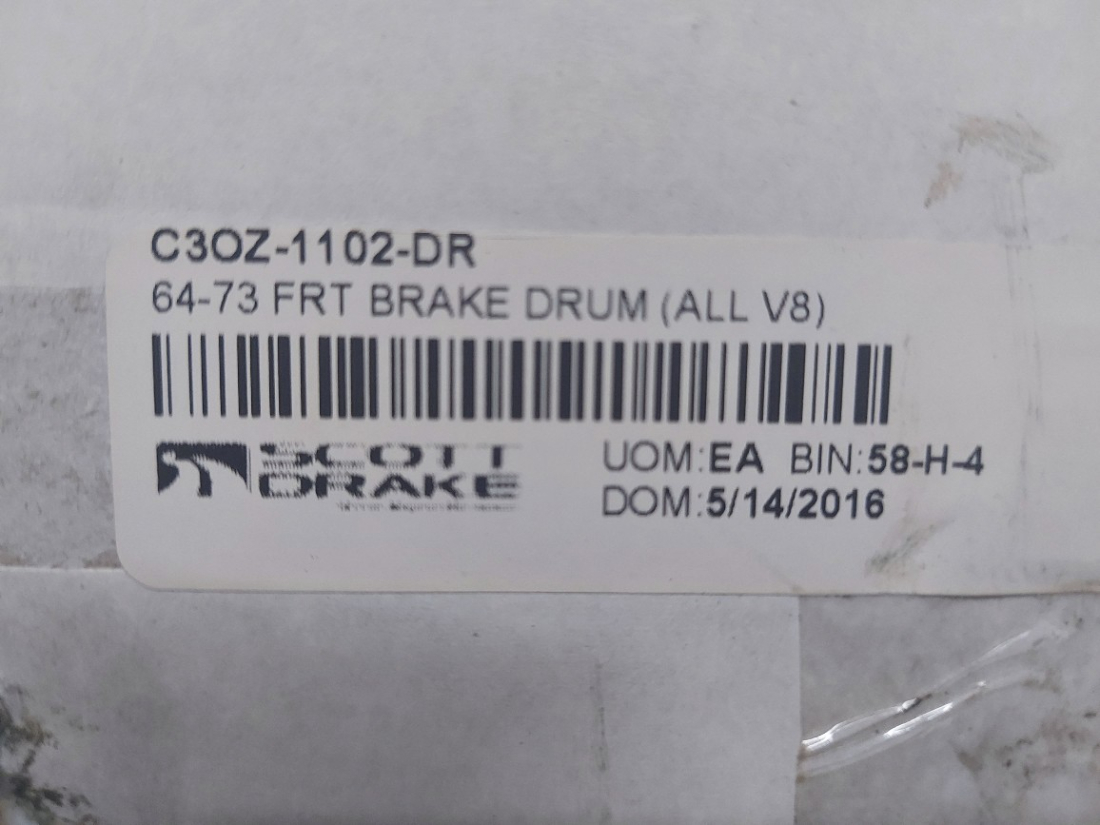 C3OZ-1102-DR
64-73 FRT BRAKE DRUM (ALL V8)
SCOTT
DRAKE
UOM:EA BIN:58-H-4
DOM:5/14/2016